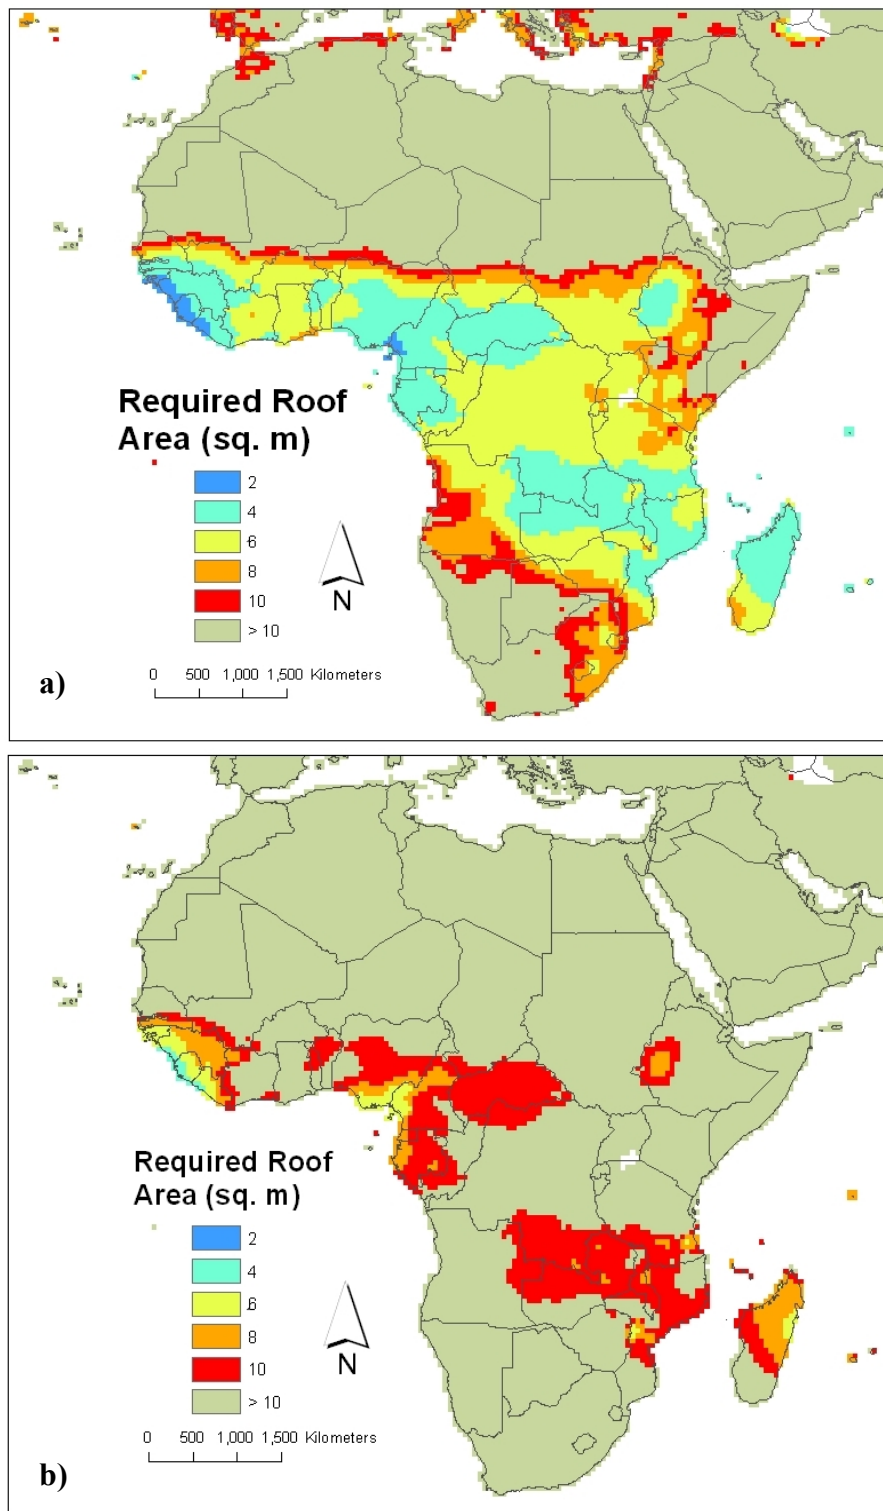 Required Roof
Area (sq. m)
2
4
6
8
10
> 10
N
0 500 1,000 1,500 Kilometers
a)
Required Roof
Area (sq. m)
2
4
6
8
10
> 10
N
0 500 1,000 1,500 Kilometers
b)